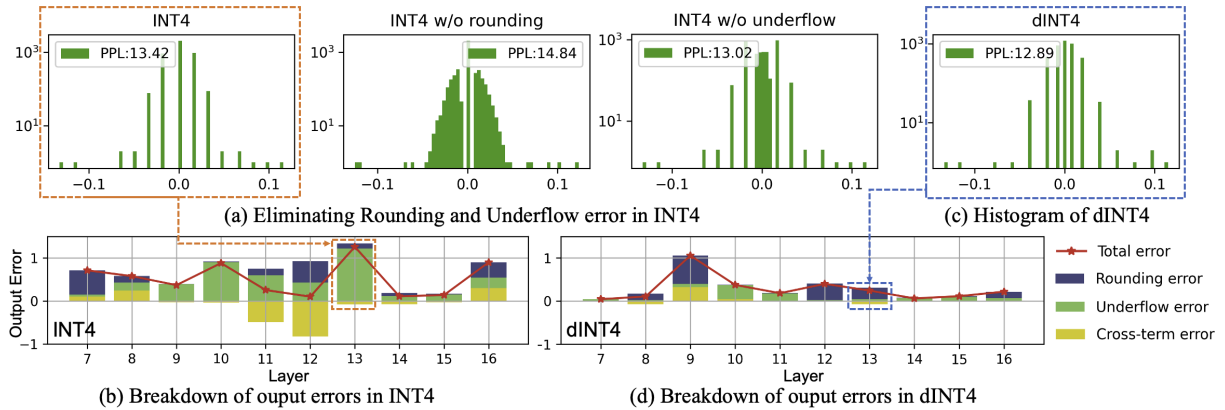 INT4
INT4 w/o rounding
INT4 w/o underflow
dINT4
10³
10¹
PPL:13.42
−0.1 0.0 0.1
10³
10¹
PPL:14.84
−0.1 0.0 0.1
10³
10¹
PPL:13.02
−0.1 0.0 0.1
10³
10¹
PPL:12.89
−0.1 0.0 0.1
(a) Eliminating Rounding and Underflow error in INT4
(c) Histogram of dINT4
Output Error
1
0
−1
INT4
7 8 9 10 11 12 13 14 15 16
Layer
(b) Breakdown of ouput errors in INT4
1
0
-1
dINT4
7 8 9 10 11 12 13 14 15 16
Layer
(d) Breakdown of ouput errors in dINT4
Total error
Rounding error
Underflow error
Cross-term error